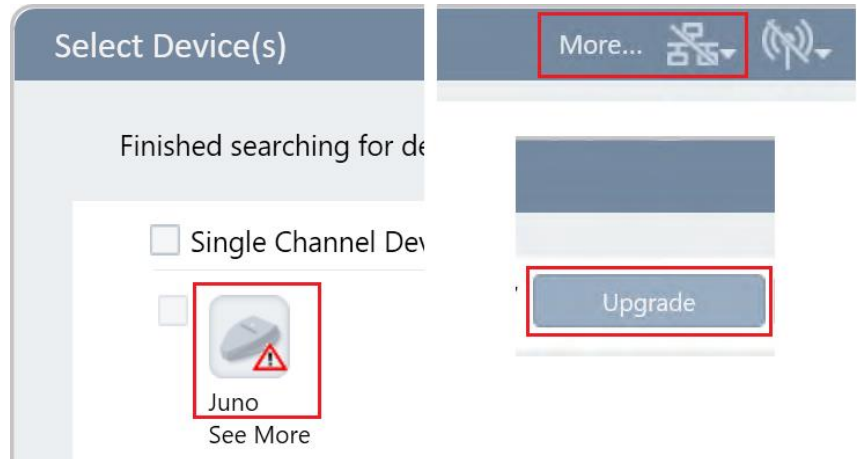 Select Device(s)
More...
Finished searching for de
Single Channel Dev
Upgrade
Juno
See More